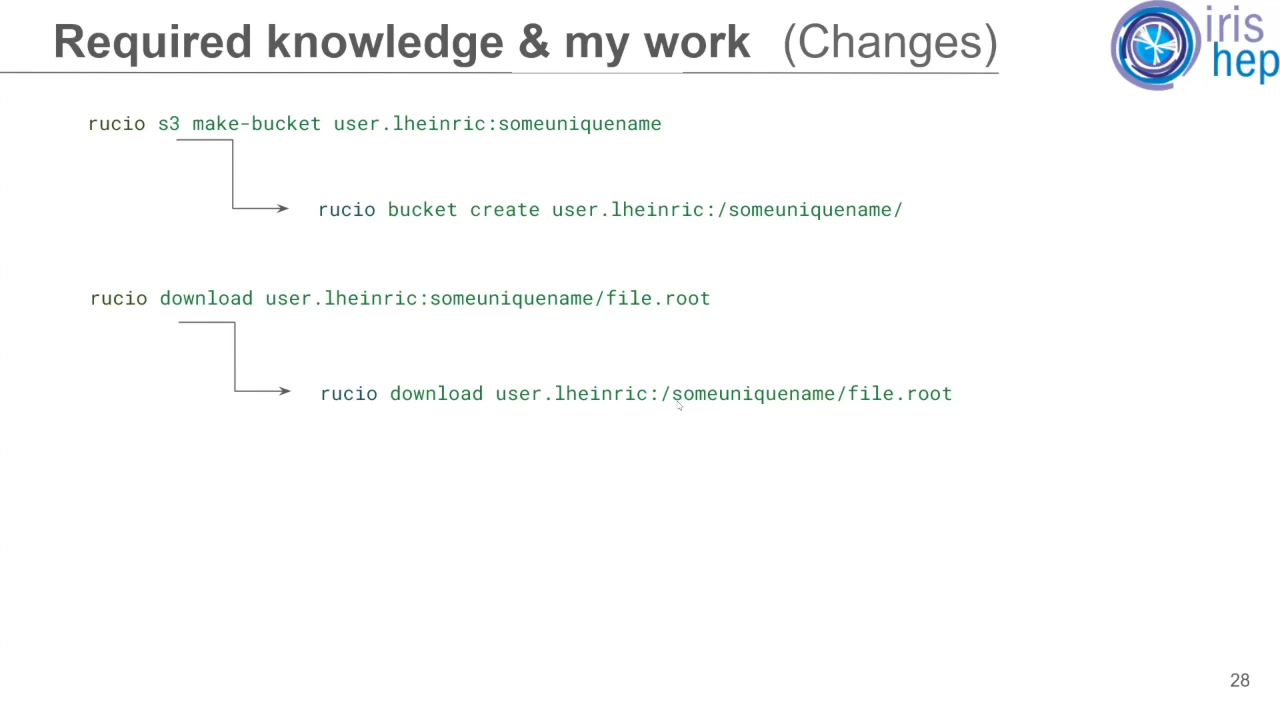 Required knowledge & my work (Changes)
iris
hep
rucio s3 make-bucket user.lheinric:someuniquename
rucio bucket create user.lheinric:/someuniquename/
rucio download user.lheinric:someuniquename/file.root
rucio download user.lheinric:/someuniquename/file.root
28